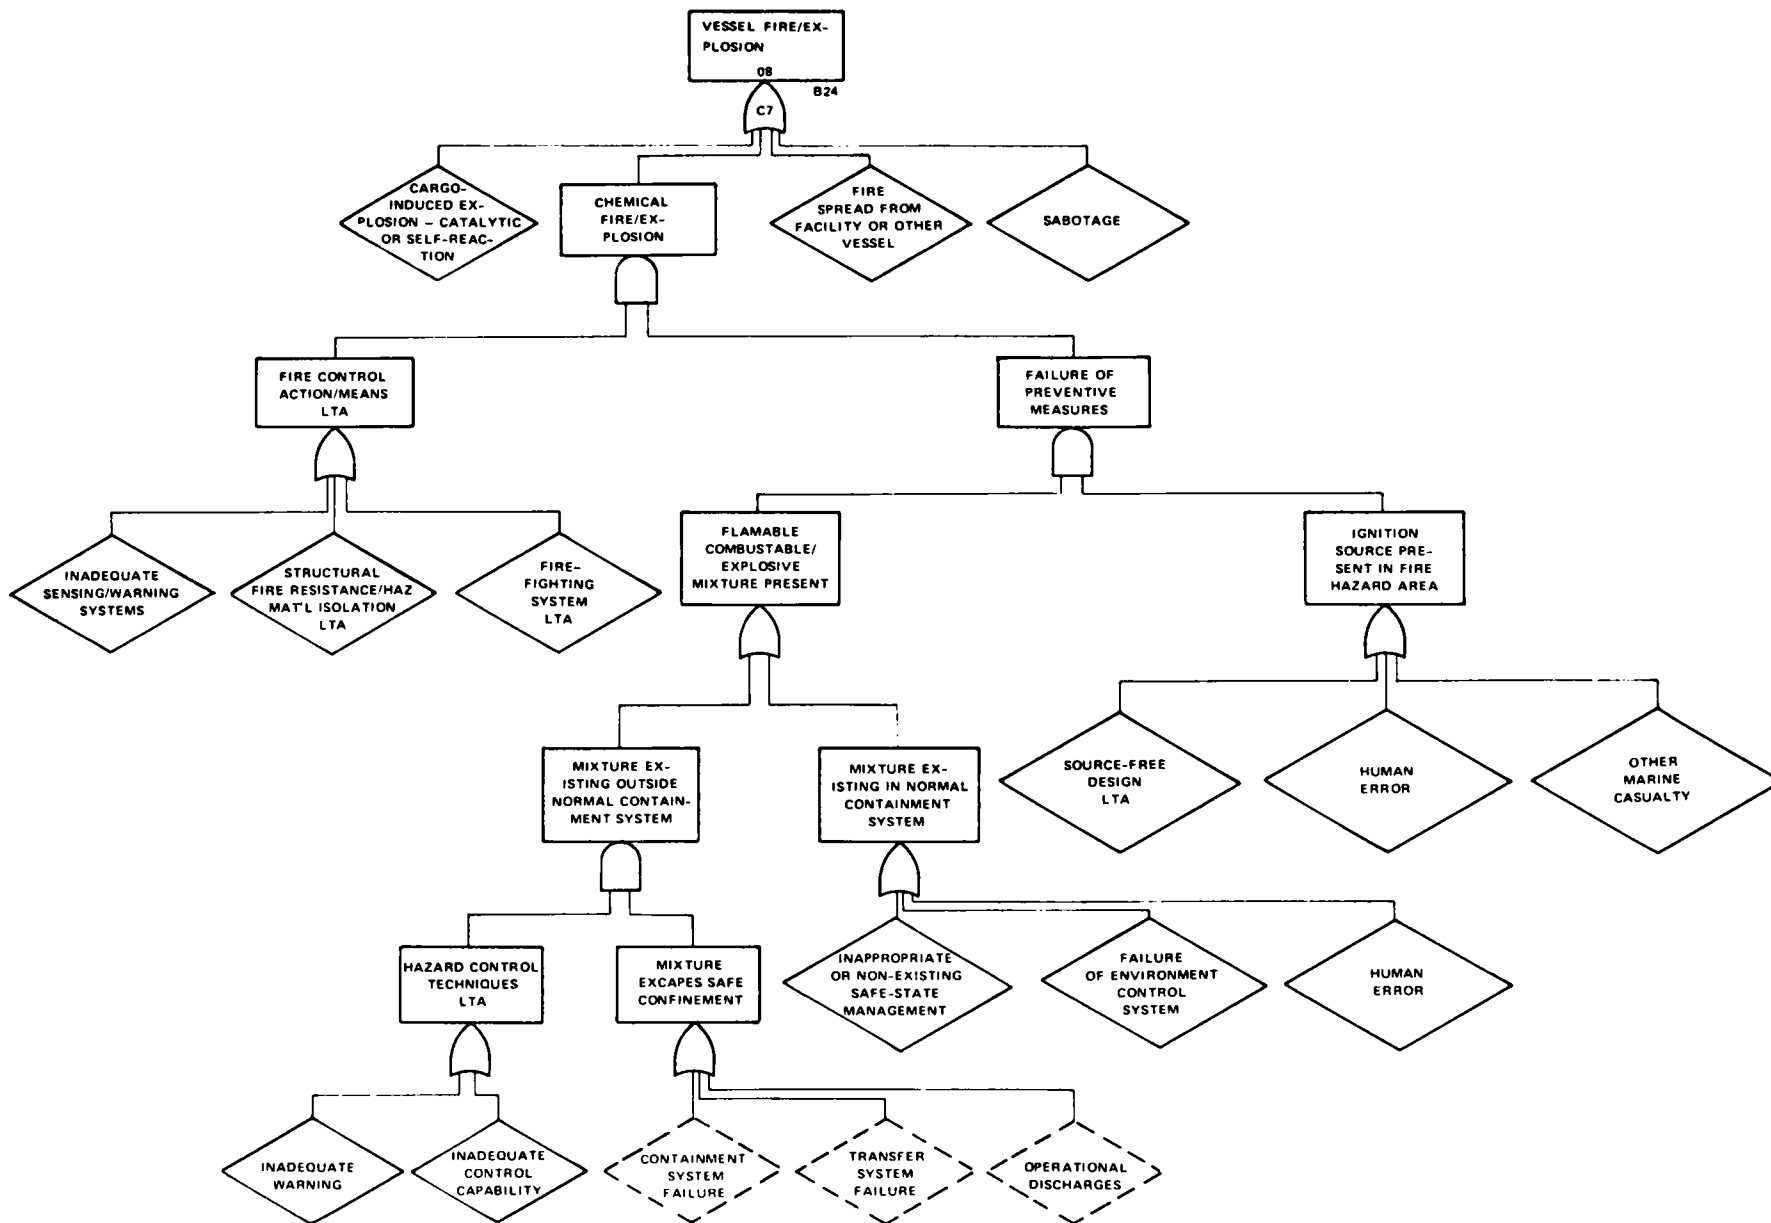 VESSEL FIRE/EX-
PLOSION
08
B24
C7
CARGO-
INDUCED EX-
PLOSION – CATALYTIC
OR SELF-REAC-
TION
CHEMICAL
FIRE/EX-
PLOSION
FIRE
SPREAD FROM
FACILITY OR OTHER
VESSEL
SABOTAGE
FIRE CONTROL
ACTION/MEANS
LTA
FAILURE OF
PREVENTIVE
MEASURES
INADEQUATE
SENSING/WARNING
SYSTEMS
STRUCTURAL
FIRE RESISTANCE/HAZ
MAT'L ISOLATION
LTA
FIRE-
FIGHTING
SYSTEM
LTA
FLAMABLE
COMBUSTABLE/
EXPLOSIVE
MIXTURE PRESENT
IGNITION
SOURCE PRE-
SENT IN FIRE
HAZARD AREA
MIXTURE EX-
ISTING OUTSIDE
NORMAL CONTAIN-
MENT SYSTEM
MIXTURE EX-
ISTING IN NORMAL
CONTAINMENT
SYSTEM
SOURCE-FREE
DESIGN
LTA
HUMAN
ERROR
OTHER
MARINE
CASUALTY
HAZARD CONTROL
TECHNIQUES
LTA
MIXTURE
EXCAPES SAFE
CONFINEMENT
INAPPROPRIATE
OR NON-EXISTING
SAFE-STATE
MANAGEMENT
FAILURE
OF ENVIRONMENT
CONTROL
SYSTEM
HUMAN
ERROR
INADEQUATE
WARNING
INADEQUATE
CONTROL
CAPABILITY
CONTAINMENT
SYSTEM
FAILURE
TRANSFER
SYSTEM
FAILURE
OPERATIONAL
DISCHARGES